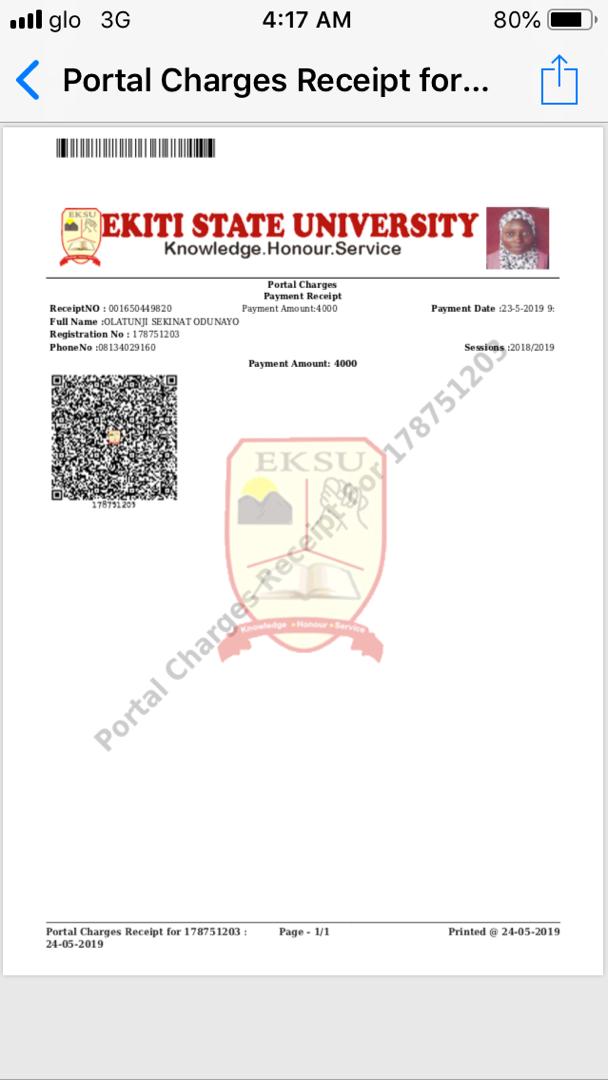 glo 3G 4:17 AM 80%
Portal Charges Receipt for...
EKSU
EKITI STATE UNIVERSITY
Knowledge.Honour.Service
Portal Charges
Payment Receipt
ReceiptNO : 001650449820 Payment Amount:4000 Payment Date :23-5-2019 9:
Full Name :OLATUNJI SEKINAT ODUNAYO
Registration No : 178751203
PhoneNo :08134029160 Sessions :2018/2019
Payment Amount: 4000
178751203
EKSU
Knowledge • Honour • Service
Portal Charges Receipt for 178751203
Portal Charges Receipt for 178751203 : Page - 1/1 Printed @ 24-05-2019
24-05-2019